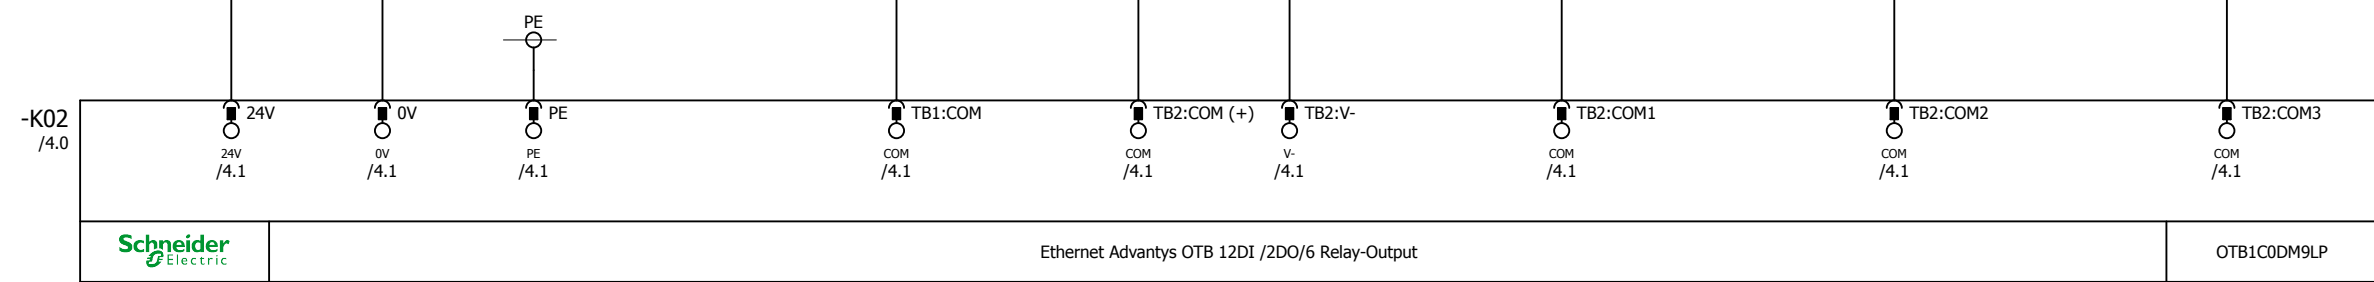 PE
-K02
/4.0
24V
0V
PE
TB1:COM
TB2:COM (+)
TB2:V-
TB2:COM1
TB2:COM2
TB2:COM3
24V
0V
PE
COM
COM
V-
COM
COM
COM
/4.1
/4.1
/4.1
/4.1
/4.1
/4.1
/4.1
/4.1
/4.1
Schneider
Electric
Ethernet Advantys OTB 12DI /2DO/6 Relay-Output
OTB1C0DM9LP